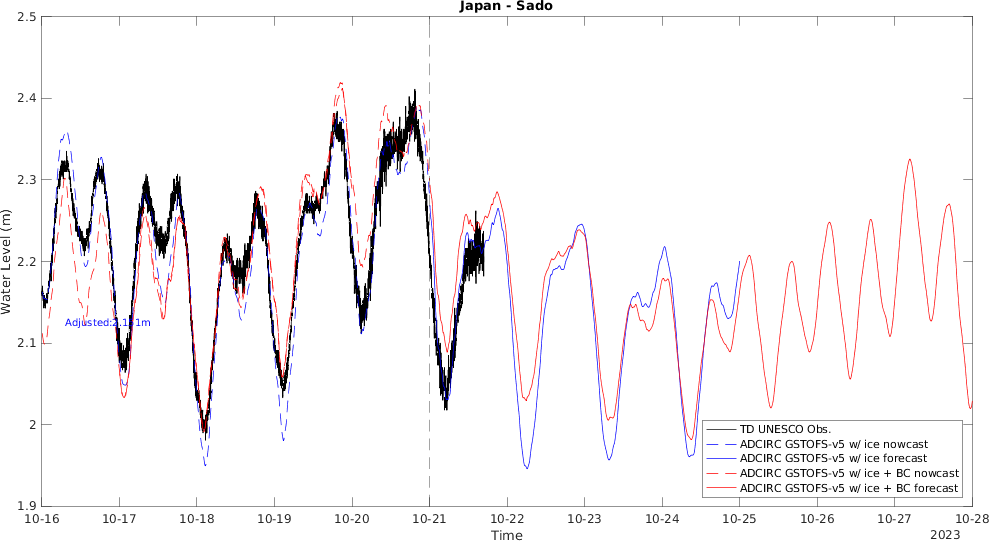 Japan - Sado
2.5
2.4
2.3
2.2
2.1
2
1.9
Water Level (m)
TD UNESCO Obs.
ADCIRC GSTOFS-v5 w/ ice nowcast
ADCIRC GSTOFS-v5 w/ ice forecast
ADCIRC GSTOFS-v5 w/ ice + BC nowcast
ADCIRC GSTOFS-v5 w/ ice + BC forecast
10-16 10-17 10-18 10-19 10-20 10-21 10-22 10-23 10-24 10-25 10-26 10-27 10-28
Time
2023